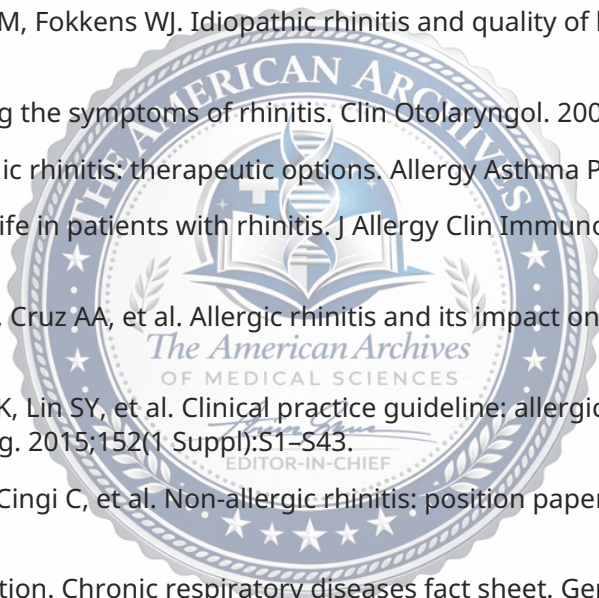 M, Fokkens WJ. Idiopathic rhinitis and quality of l
g the symptoms of rhinitis. Clin Otolaryngol. 200
ic rhinitis: therapeutic options. Allergy Asthma P
ife in patients with rhinitis. J Allergy Clin Immuno
, Cruz AA, et al. Allergic rhinitis and its impact on
K, Lin SY, et al. Clinical practice guideline: allergic
g. 2015;152(1 Suppl):S1–S43.
Cingi C, et al. Non-allergic rhinitis: position paper
tion. Chronic respiratory diseases fact sheet. Gen
THE AMERICAN ARCHIVES
The American Archives
OF MEDICAL SCIENCES
EDITOR-IN-CHIEF